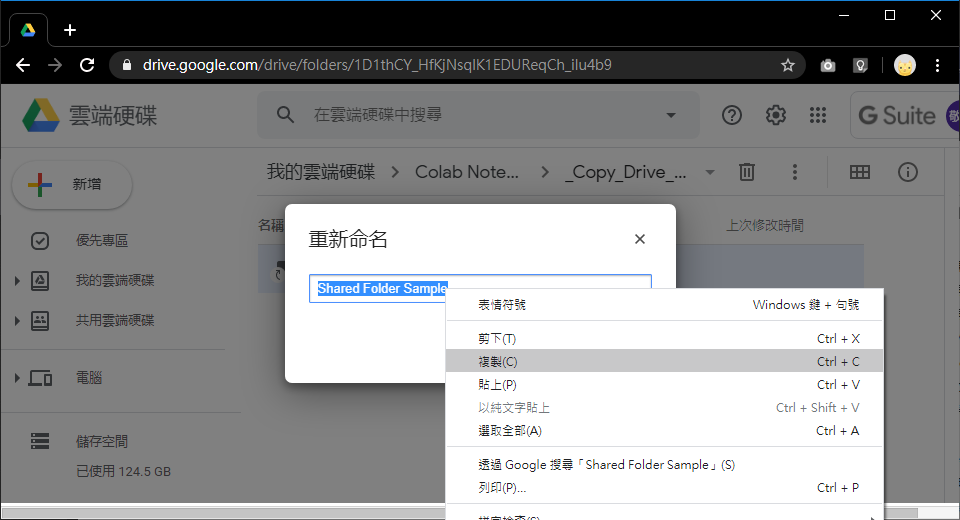 drive.google.com/drive/folders/1D1thCY_HfKjNsqIK1EDUReqCh_ilu4b9
雲端硬碟
在雲端硬碟中搜尋
G Suite
敬
新增
我的雲端硬碟 > Colab Note... > _Copy_Drive_...
名稱
上次修改時間
優先專區
我的雲端硬碟
共用雲端硬碟
電腦
儲存空間
已使用 124.5 GB
重新命名
Shared Folder Sample
表情符號 Windows 鍵 + 句號
剪下(T) Ctrl + X
複製(C) Ctrl + C
貼上(P) Ctrl + V
以純文字貼上 Ctrl + Shift + V
選取全部(A) Ctrl + A
透過 Google 搜尋「Shared Folder Sample」(S)
列印(P)... Ctrl + P